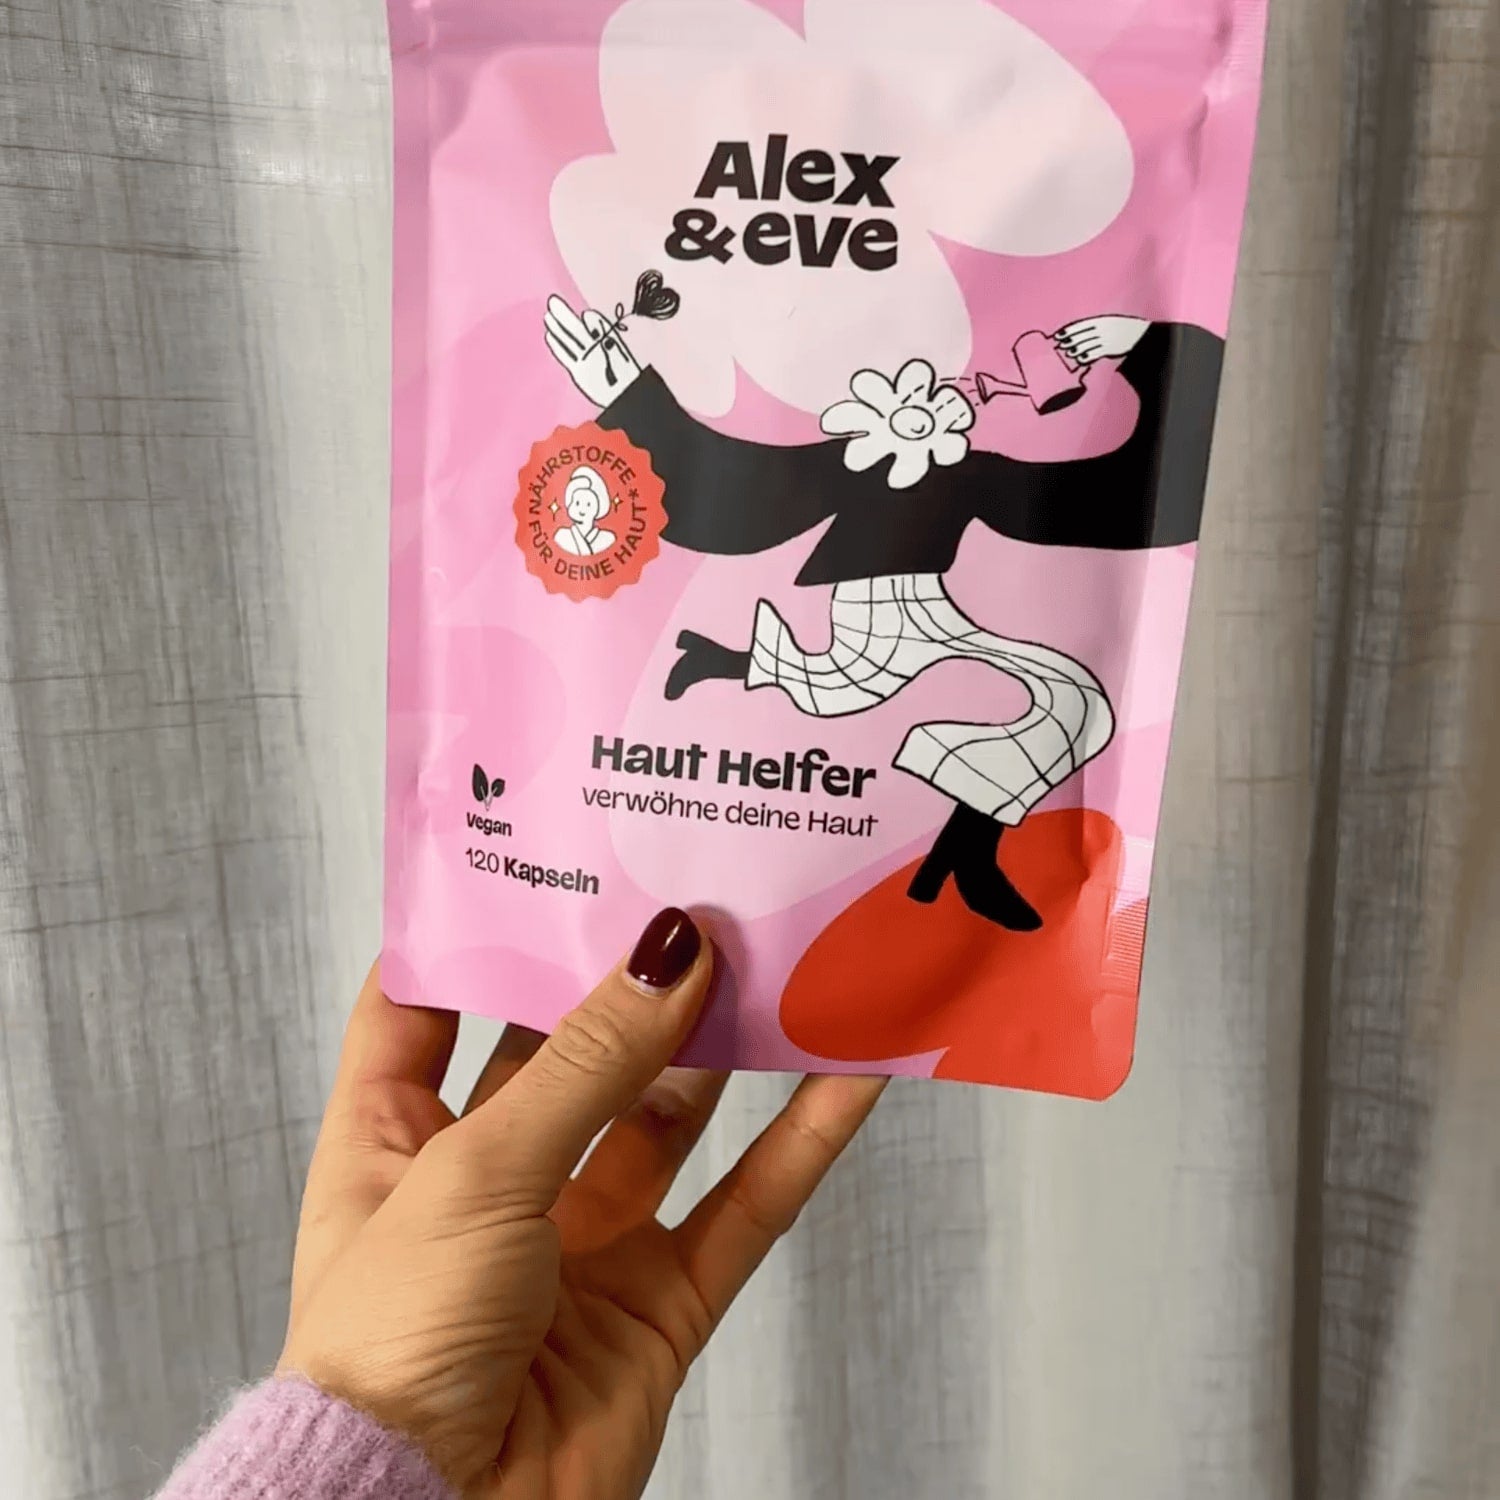 Alex
&eve
NÄHRSTOFFE*
FÜR DEINE HAUT
Haut Helfer
verwöhne deine Haut
vegan
120 Kapseln